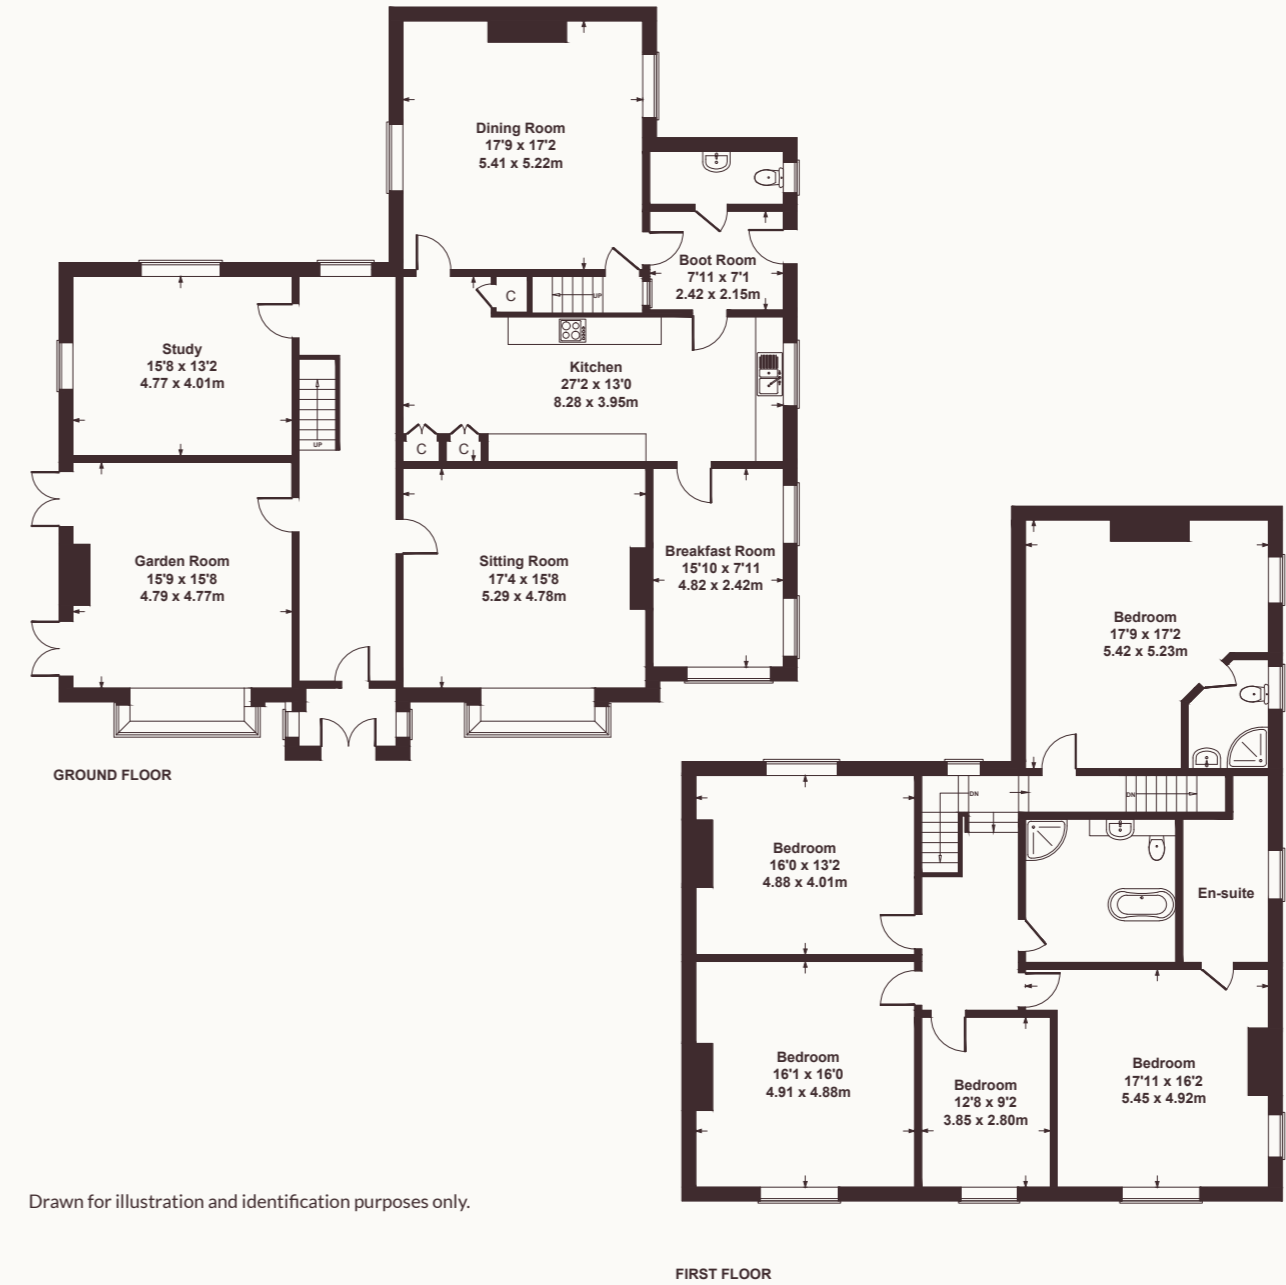 Dining Room
17'9 x 17'2
5.41 x 5.22m
Boot Room
7'11 x 7'1
2.42 x 2.15m
C
UP
Study
15'8 x 13'2
4.77 x 4.01m
Kitchen
27'2 x 13'0
8.28 x 3.95m
UP
C
C
Garden Room
15'9 x 15'8
4.79 x 4.77m
Sitting Room
17'4 x 15'8
5.29 x 4.78m
Breakfast Room
15'10 x 7'11
4.82 x 2.42m
GROUND FLOOR
Bedroom
17'9 x 17'2
5.42 x 5.23m
DN
DN
Bedroom
16'0 x 13'2
4.88 x 4.01m
En-suite
Bedroom
16'1 x 16'0
4.91 x 4.88m
Bedroom
12'8 x 9'2
3.85 x 2.80m
Bedroom
17'11 x 16'2
5.45 x 4.92m
Drawn for illustration and identification purposes only.
FIRST FLOOR